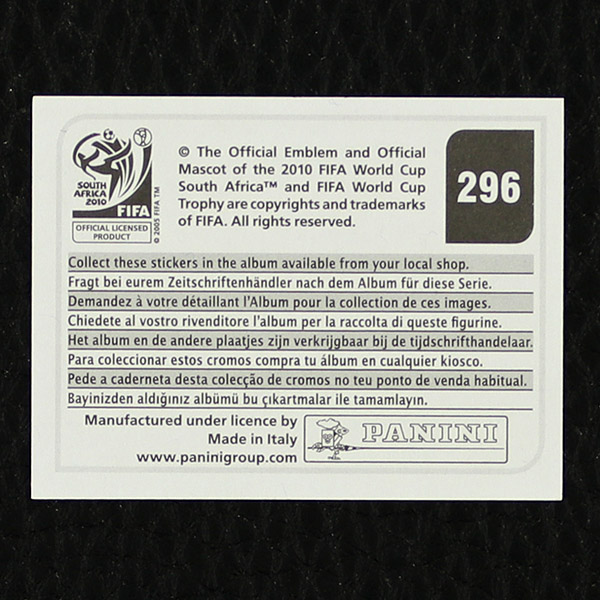 SOUTH
AFRICA
2010
FIFA
OFFICIAL LICENSED
PRODUCT
© 2005 FIFA TM
© The Official Emblem and Official
Mascot of the 2010 FIFA World Cup
South Africa™ and FIFA World Cup
Trophy are copyrights and trademarks
of FIFA. All rights reserved.
296
Collect these stickers in the album available from your local shop.
Fragt bei eurem Zeitschriftenhändler nach dem Album für diese Serie.
Demandez à votre détaillant l'Album pour la collection de ces images.
Chiedete al vostro rivenditore l'album per la raccolta di queste figurine.
Het album en de andere plaatjes zijn verkrijgbaar bij de tijdschrifthandelaar.
Para coleccionar estos cromos compra tu álbum en cualquier kiosco.
Pede a caderneta desta colecção de cromos no teu ponto de venda habitual.
Bayinizden aldığınız albümü bu çıkartmalar ile tamamlayın.
Manufactured under licence by
Made in Italy
www.paninigroup.com
PANINI